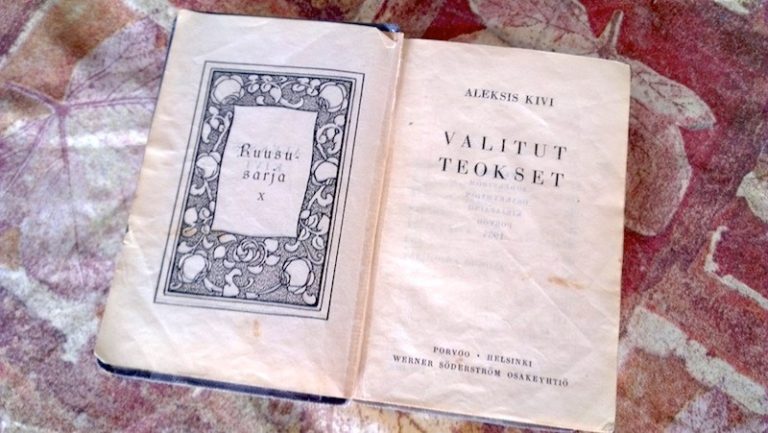 Ruusu-
sarja
X
ALEKSIS KIVI
VALITUT
TEOKSET
PORVOO • HELSINKI
WERNER SÖDERSTRÖM OSAKEYHTIÖ